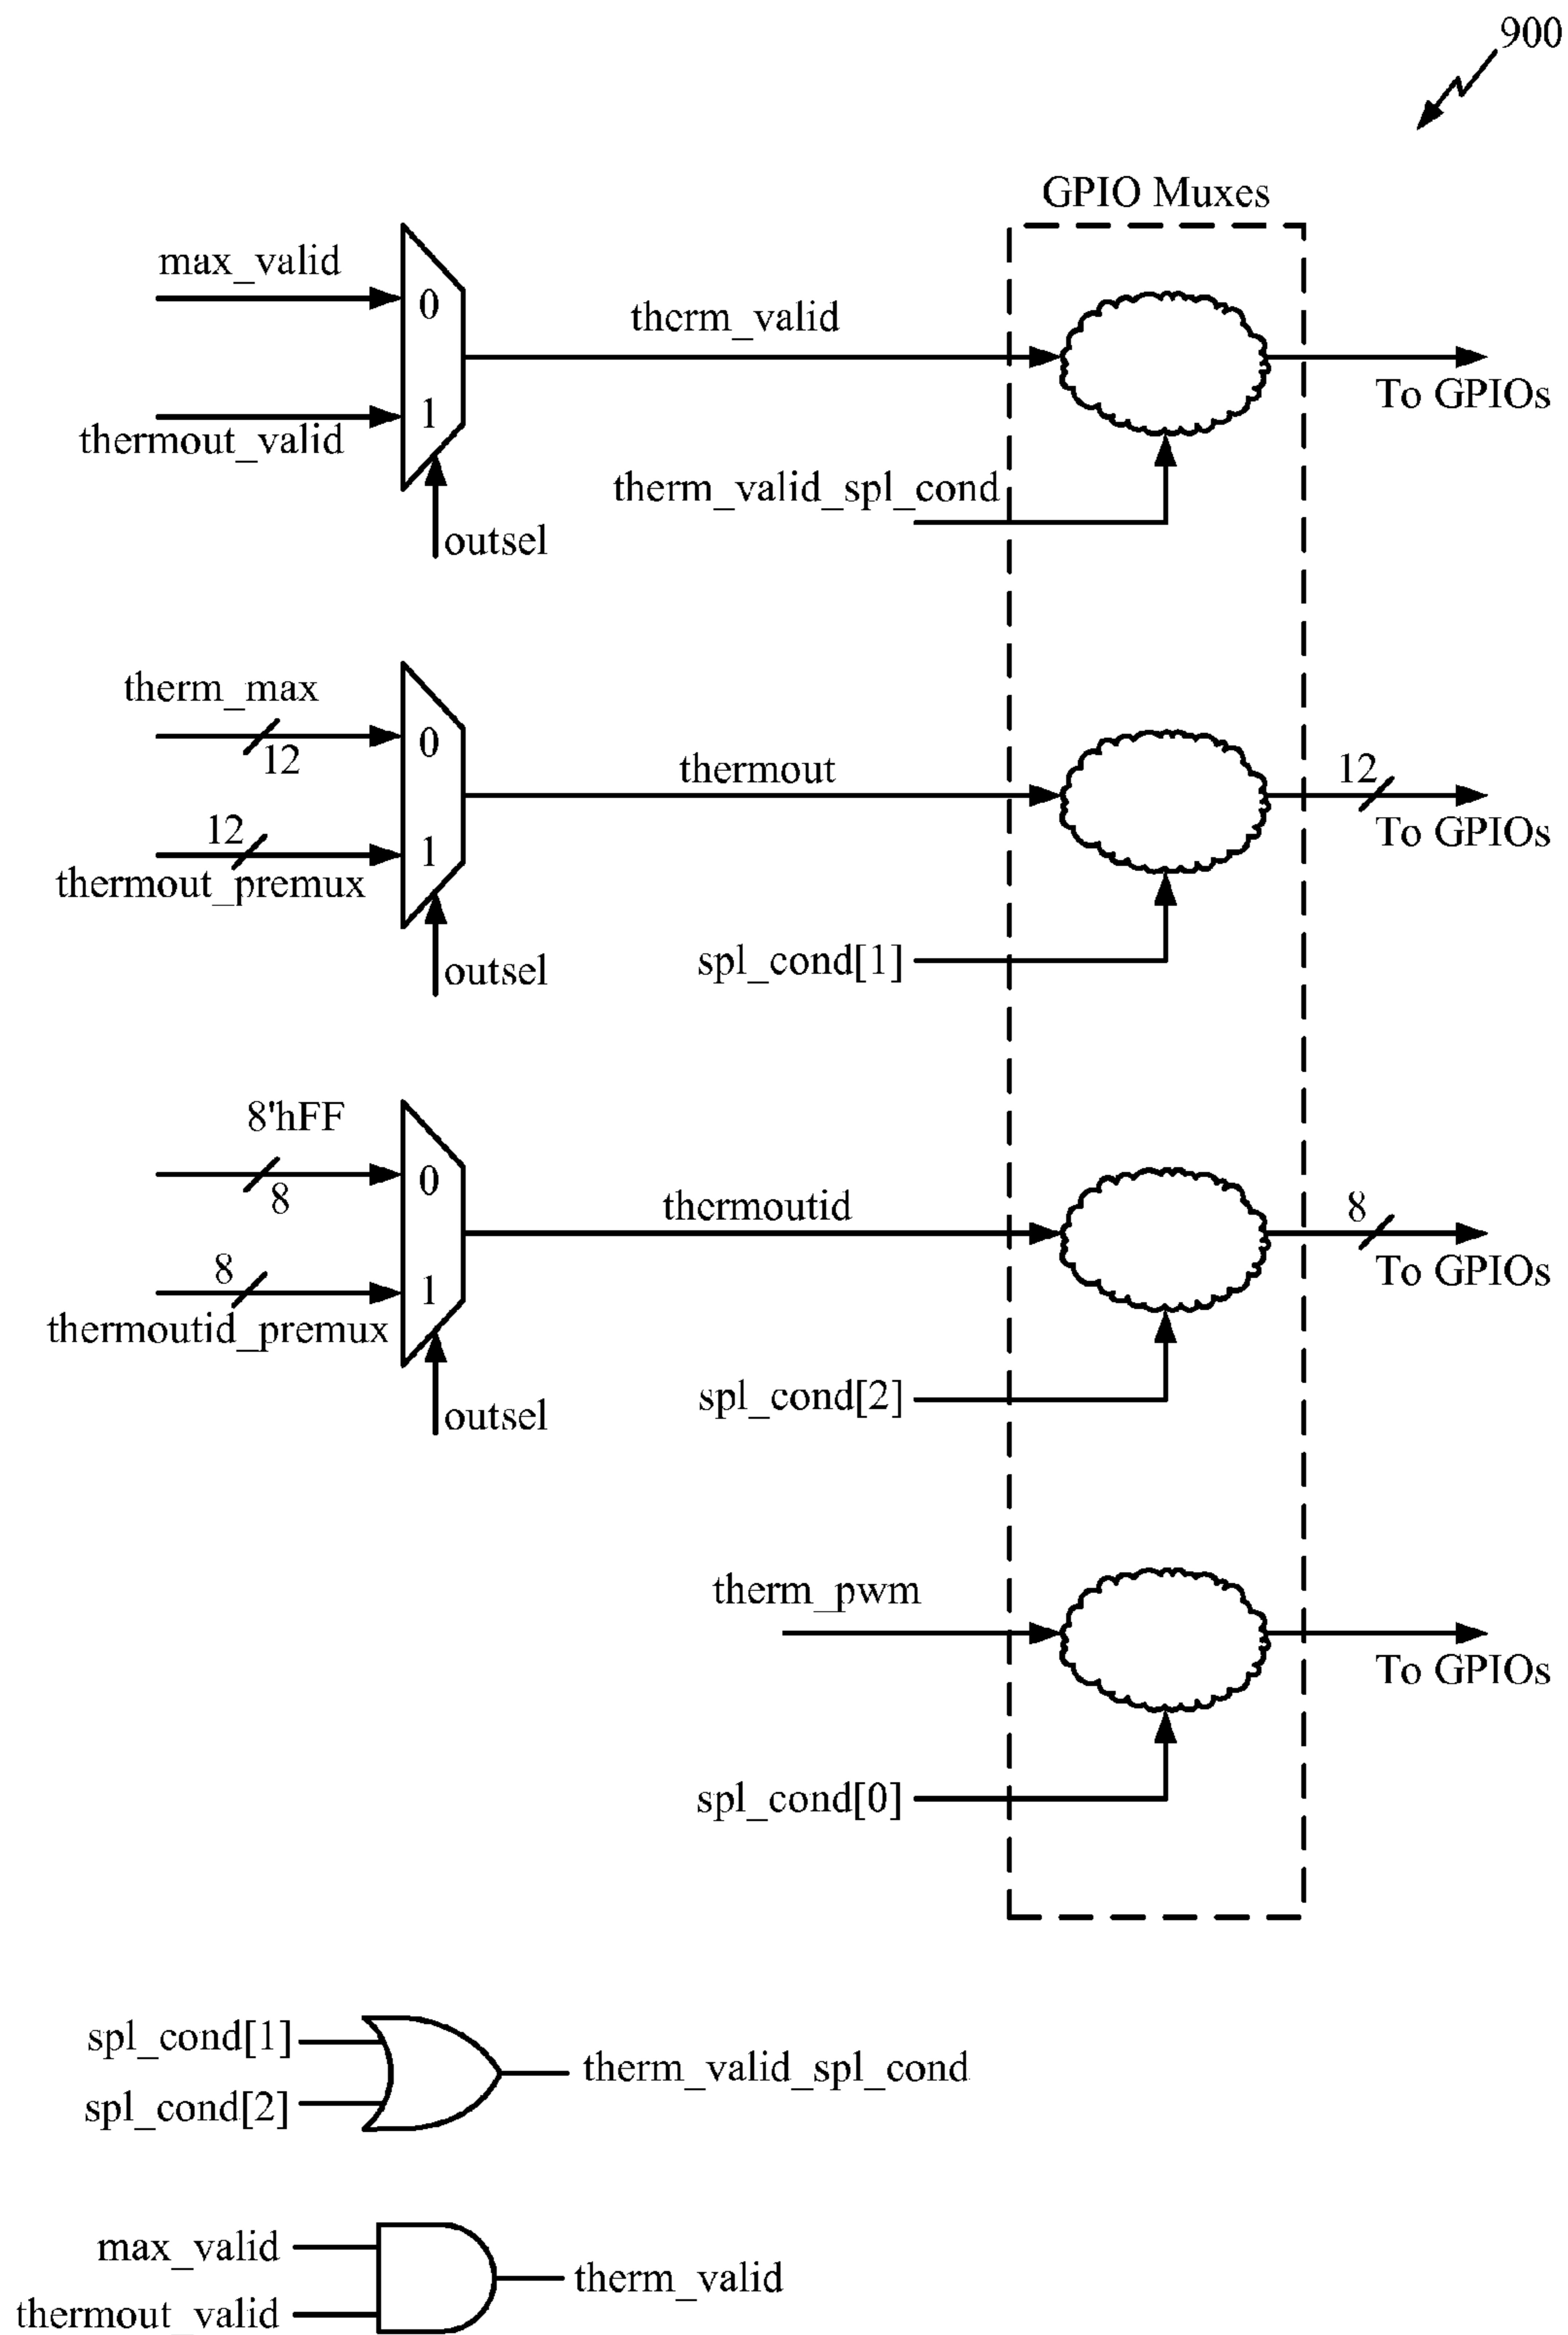 900
GPIO Muxes
max_valid
0
therm_valid
To GPIOs
1
thermout_valid
therm_valid_spl_cond
outsel
therm_max
12
0
thermout
12
To GPIOs
12
1
thermout_premux
spl_cond[1]
outsel
8'hFF
8
0
thermoutid
8
To GPIOs
8
1
thermoutid_premux
spl_cond[2]
outsel
therm_pwm
To GPIOs
spl_cond[0]
spl_cond[1]
therm_valid_spl_cond
spl_cond[2]
max_valid
therm_valid
thermout_valid